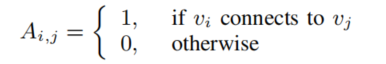 A_{i,j} = { 1, if v_i connects to v_j
0, otherwise